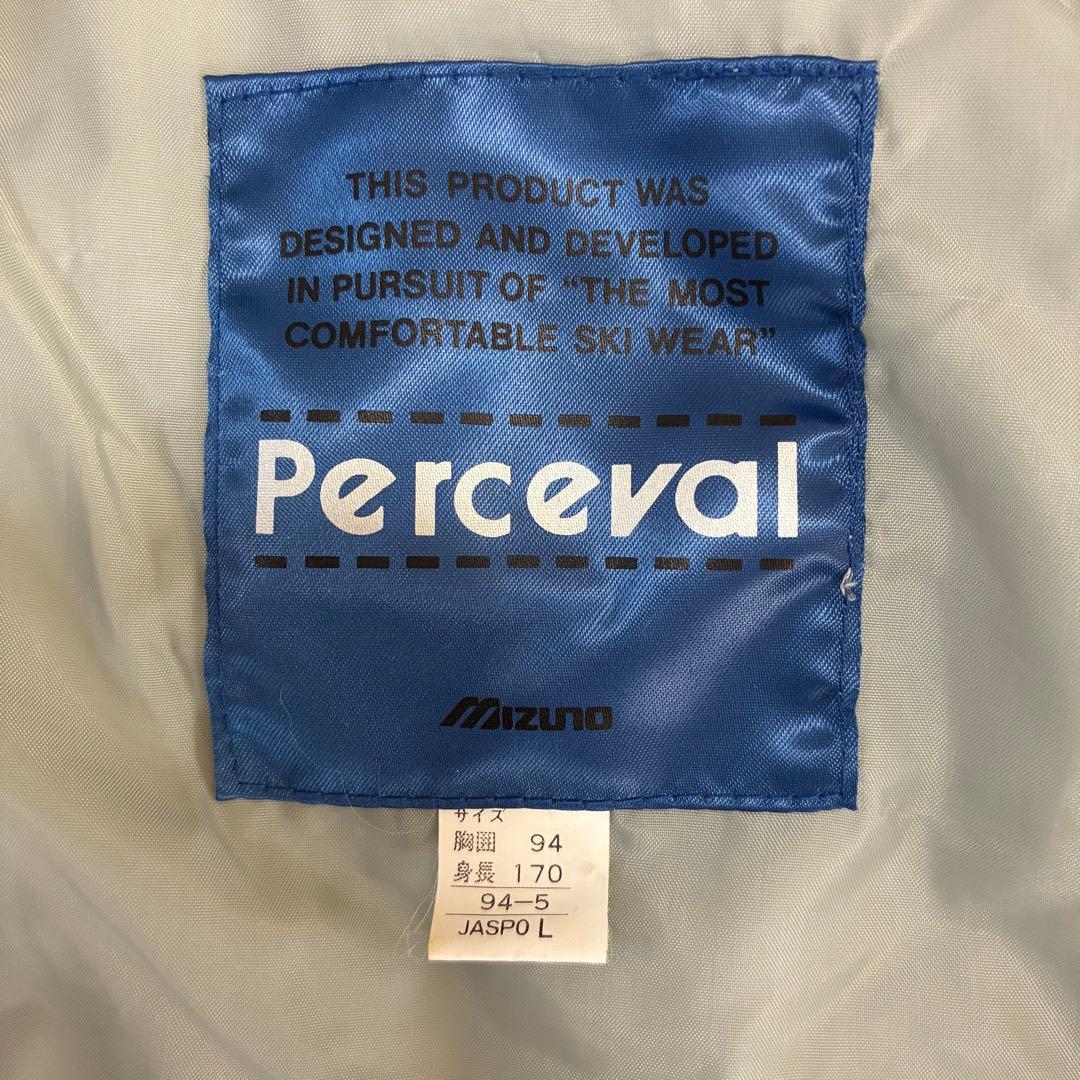 THIS PRODUCT WAS
DESIGNED AND DEVELOPED
IN PURSUIT OF "THE MOST
COMFORTABLE SKI WEAR"
Perceval
MIZUNO
サイズ
胸囲 94
身長 170
94-5
JASPO L